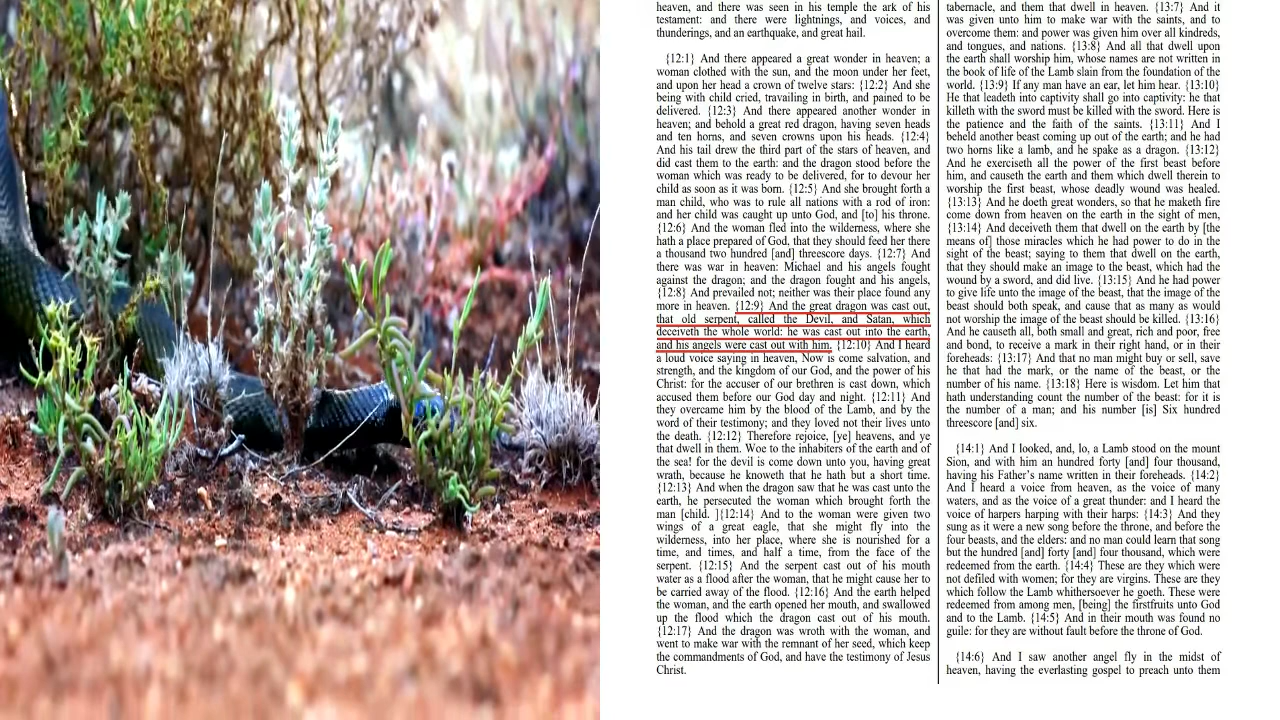 heaven, and there was seen in his temple the ark of his
testament: and there were lightnings, and voices, and
thunderings, and an earthquake, and great hail.
{12:1} And there appeared a great wonder in heaven; a
woman clothed with the sun, and the moon under her feet,
and upon her head a crown of twelve stars: {12:2} And she
being with child cried, travailing in birth, and pained to be
delivered. {12:3} And there appeared another wonder in
heaven; and behold a great red dragon, having seven heads
and ten horns, and seven crowns upon his heads. {12:4}
And his tail drew the third part of the stars of heaven, and
did cast them to the earth: and the dragon stood before the
woman which was ready to be delivered, for to devour her
child as soon as it was born. {12:5} And she brought forth a
man child, who was to rule all nations with a rod of iron:
and her child was caught up unto God, and [to] his throne.
{12:6} And the woman fled into the wilderness, where she
hath a place prepared of God, that they should feed her there
a thousand two hundred [and] threescore days. {12:7} And
there was war in heaven: Michael and his angels fought
against the dragon; and the dragon fought and his angels,
{12:8} And prevailed not; neither was their place found any
more in heaven. {12:9} And the great dragon was cast out,
that old serpent, called the Devil, and Satan, which
deceiveth the whole world: he was cast out into the earth,
and his angels were cast out with him. {12:10} And I heard
a loud voice saying in heaven, Now is come salvation, and
strength, and the kingdom of our God, and the power of his
Christ: for the accuser of our brethren is cast down, which
accused them before our God day and night. {12:11} And
they overcame him by the blood of the Lamb, and by the
word of their testimony; and they loved not their lives unto
the death. {12:12} Therefore rejoice, [ye] heavens, and ye
that dwell in them. Woe to the inhabiters of the earth and of
the sea! for the devil is come down unto you, having great
wrath, because he knoweth that he hath but a short time.
{12:13} And when the dragon saw that he was cast unto the
earth, he persecuted the woman which brought forth the
man [child. ]{12:14} And to the woman were given two
wings of a great eagle, that she might fly into the
wilderness, into her place, where she is nourished for a
time, and times, and half a time, from the face of the
serpent. {12:15} And the serpent cast out of his mouth
water as a flood after the woman, that he might cause her to
be carried away of the flood. {12:16} And the earth helped
the woman, and the earth opened her mouth, and swallowed
up the flood which the dragon cast out of his mouth.
{12:17} And the dragon was wroth with the woman, and
went to make war with the remnant of her seed, which keep
the commandments of God, and have the testimony of Jesus
Christ.
tabernacle, and them that dwell in heaven. {13:7} And it
was given unto him to make war with the saints, and to
overcome them: and power was given him over all kindreds,
and tongues, and nations. {13:8} And all that dwell upon
the earth shall worship him, whose names are not written in
the book of life of the Lamb slain from the foundation of the
world. {13:9} If any man have an ear, let him hear. {13:10}
He that leadeth into captivity shall go into captivity: he that
killeth with the sword must be killed with the sword. Here is
the patience and the faith of the saints. {13:11} And I
beheld another beast coming up out of the earth; and he had
two horns like a lamb, and he spake as a dragon. {13:12}
And he exerciseth all the power of the first beast before
him, and causeth the earth and them which dwell therein to
worship the first beast, whose deadly wound was healed.
{13:13} And he doeth great wonders, so that he maketh fire
come down from heaven on the earth in the sight of men,
{13:14} And deceiveth them that dwell on the earth by [the
means of] those miracles which he had power to do in the
sight of the beast; saying to them that dwell on the earth,
that they should make an image to the beast, which had the
wound by a sword, and did live. {13:15} And he had power
to give life unto the image of the beast, that the image of the
beast should both speak, and cause that as many as would
not worship the image of the beast should be killed. {13:16}
And he causeth all, both small and great, rich and poor, free
and bond, to receive a mark in their right hand, or in their
foreheads: {13:17} And that no man might buy or sell, save
he that had the mark, or the name of the beast, or the
number of his name. {13:18} Here is wisdom. Let him that
hath understanding count the number of the beast: for it is
the number of a man; and his number [is] Six hundred
threescore [and] six.
{14:1} And I looked, and, lo, a Lamb stood on the mount
Sion, and with him an hundred forty [and] four thousand,
having his Father's name written in their foreheads. {14:2}
And I heard a voice from heaven, as the voice of many
waters, and as the voice of a great thunder: and I heard the
voice of harpers harping with their harps: {14:3} And they
sung as it were a new song before the throne, and before the
four beasts, and the elders: and no man could learn that song
but the hundred [and] forty [and] four thousand, which were
redeemed from the earth. {14:4} These are they which were
not defiled with women; for they are virgins. These are they
which follow the Lamb whithersoever he goeth. These were
redeemed from among men, [being] the firstfruits unto God
and to the Lamb. {14:5} And in their mouth was found no
guile: for they are without fault before the throne of God.
{14:6} And I saw another angel fly in the midst of
heaven, having the everlasting gospel to preach unto them